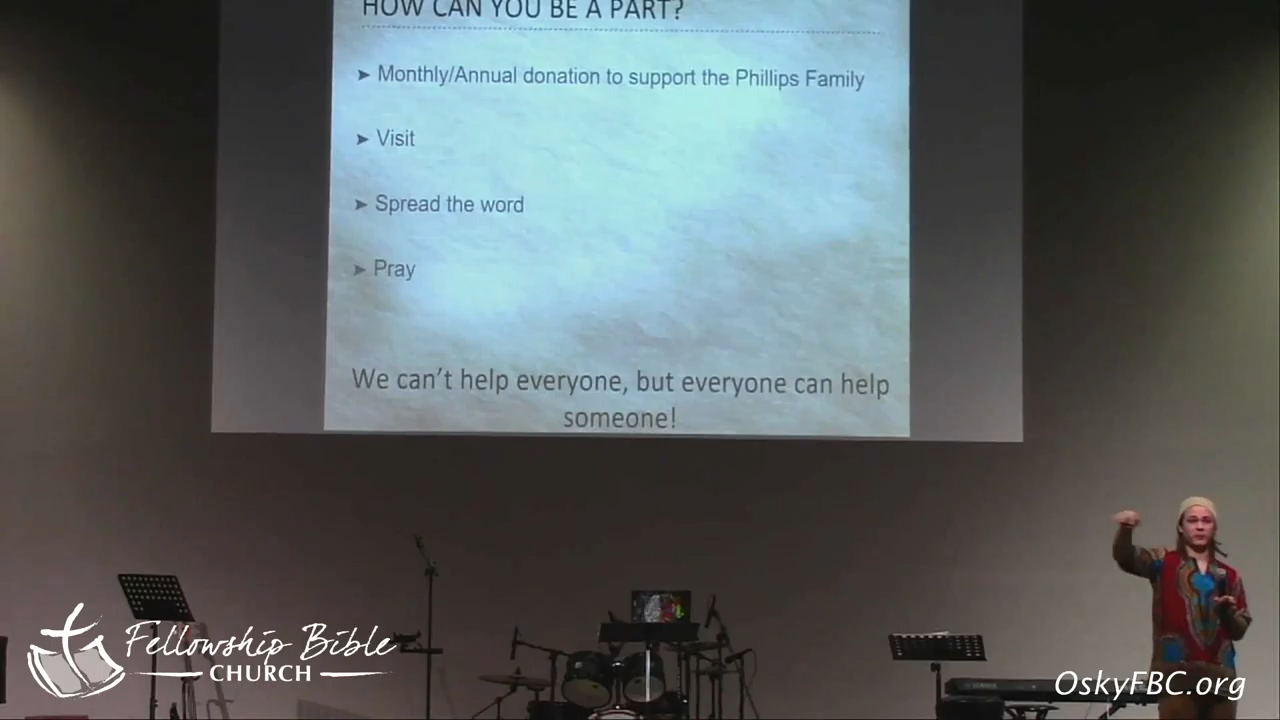 HOW CAN YOU BE A PART?
➤ Monthly/Annual donation to support the Phillips Family
➤ Visit
➤ Spread the word
➤ Pray
We can't help everyone, but everyone can help
someone!
Fellowship Bible
CHURCH
OskyFBC.org